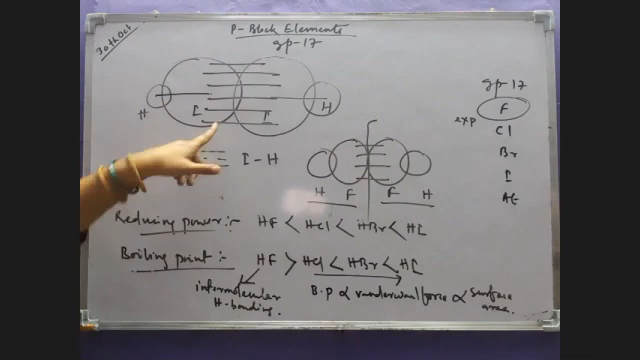 30th Oct
P-Block Elements
gp-17
H I I H
I-H
gp-17
F
exp
Cl
Br
I
At
H F F H
Reducing power:- HF < HCl < HBr < HI
Boiling point:- HF > HCl < HBr < HI
intermolecular
H-bonding.
B.P ∝ vanderwall force ∝ surface
area.